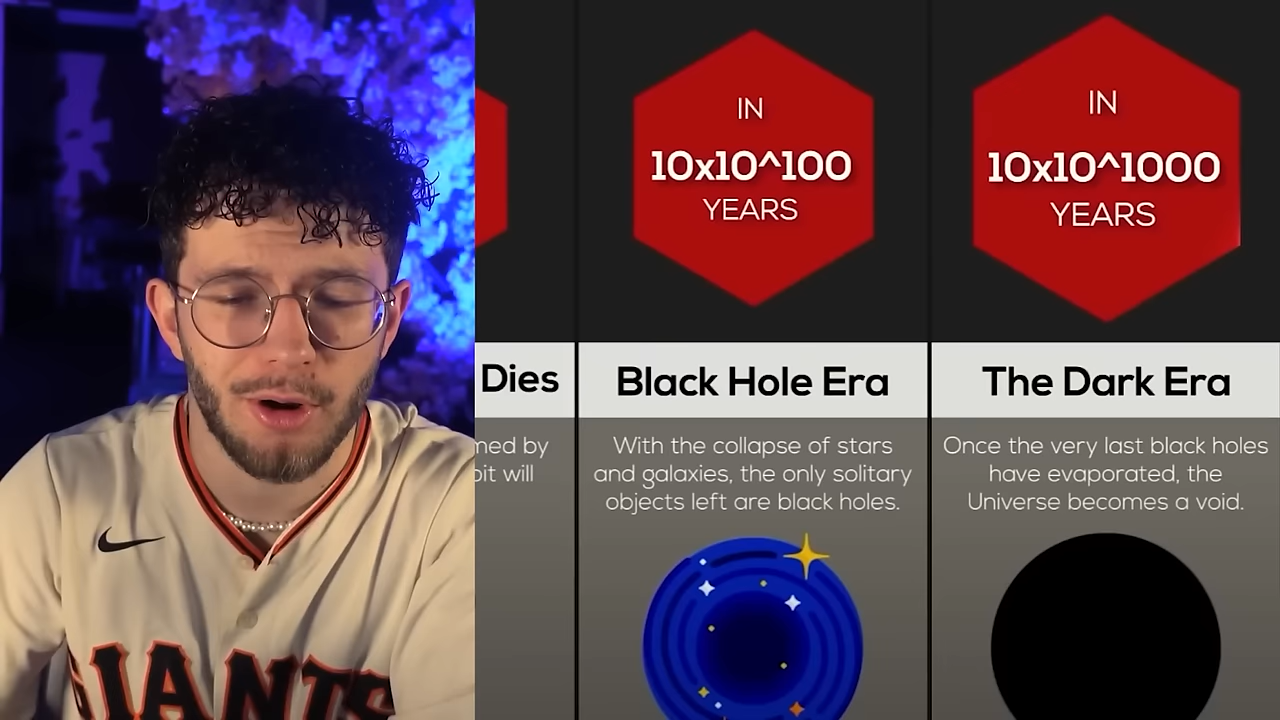 IN
10x10^100
YEARS
IN
10x10^1000
YEARS
Dies
Black Hole Era
The Dark Era
by
will
With the collapse of stars
and galaxies, the only solitary
objects left are black holes.
Once the very last black holes
have evaporated, the
Universe becomes a void.
GIANTS